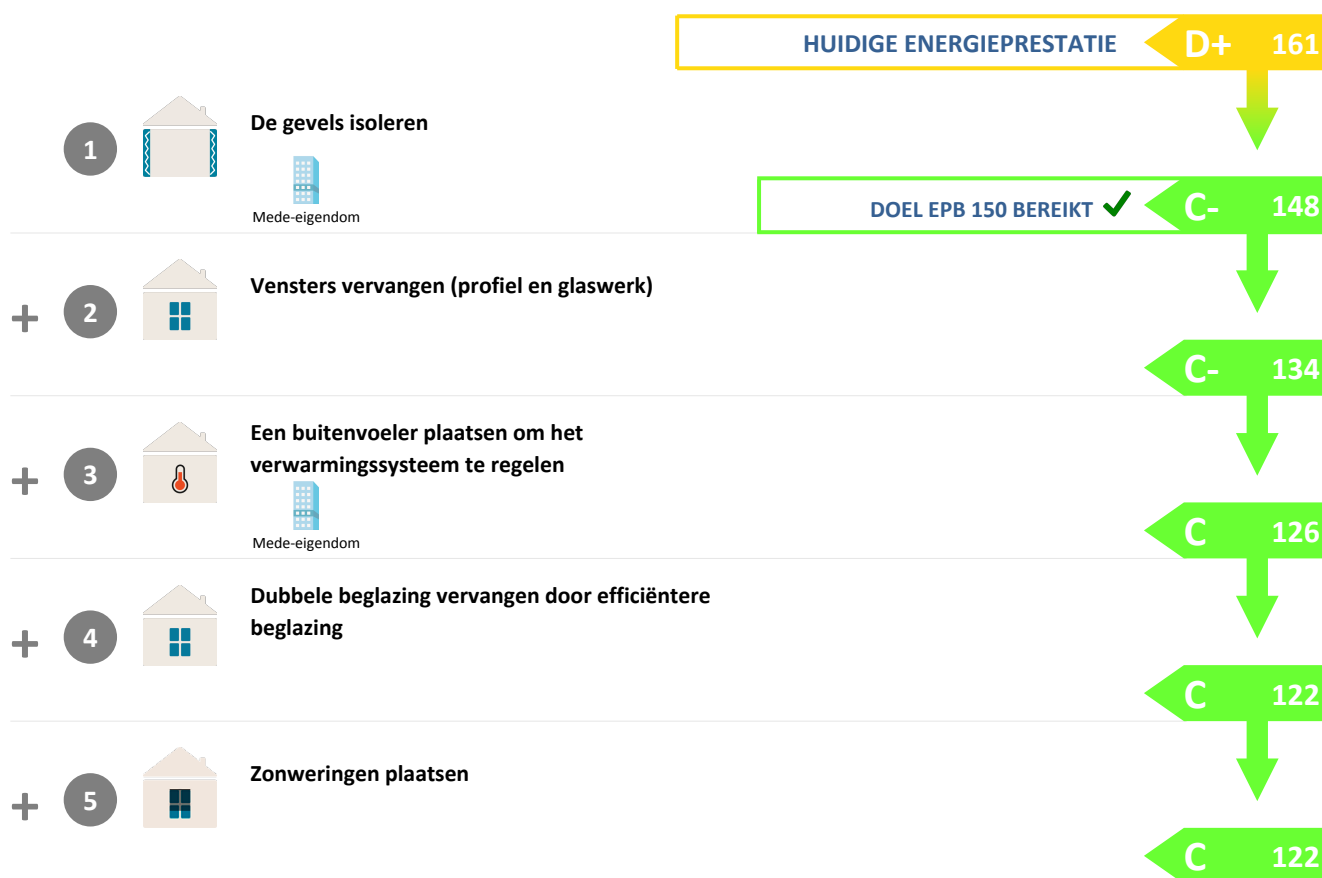 HUIDIGE ENERGIEPRESTATIE D+ 161
1 De gevels isoleren
Mede-eigendom
DOEL EPB 150 BEREIKT ✔ C- 148
+ 2 Vensters vervangen (profiel en glaswerk)
C- 134
+ 3 Een buitenvoeler plaatsen om het
verwarmingssysteem te regelen
Mede-eigendom
C 126
+ 4 Dubbele beglazing vervangen door efficiëntere
beglazing
C 122
+ 5 Zonweringen plaatsen
C 122